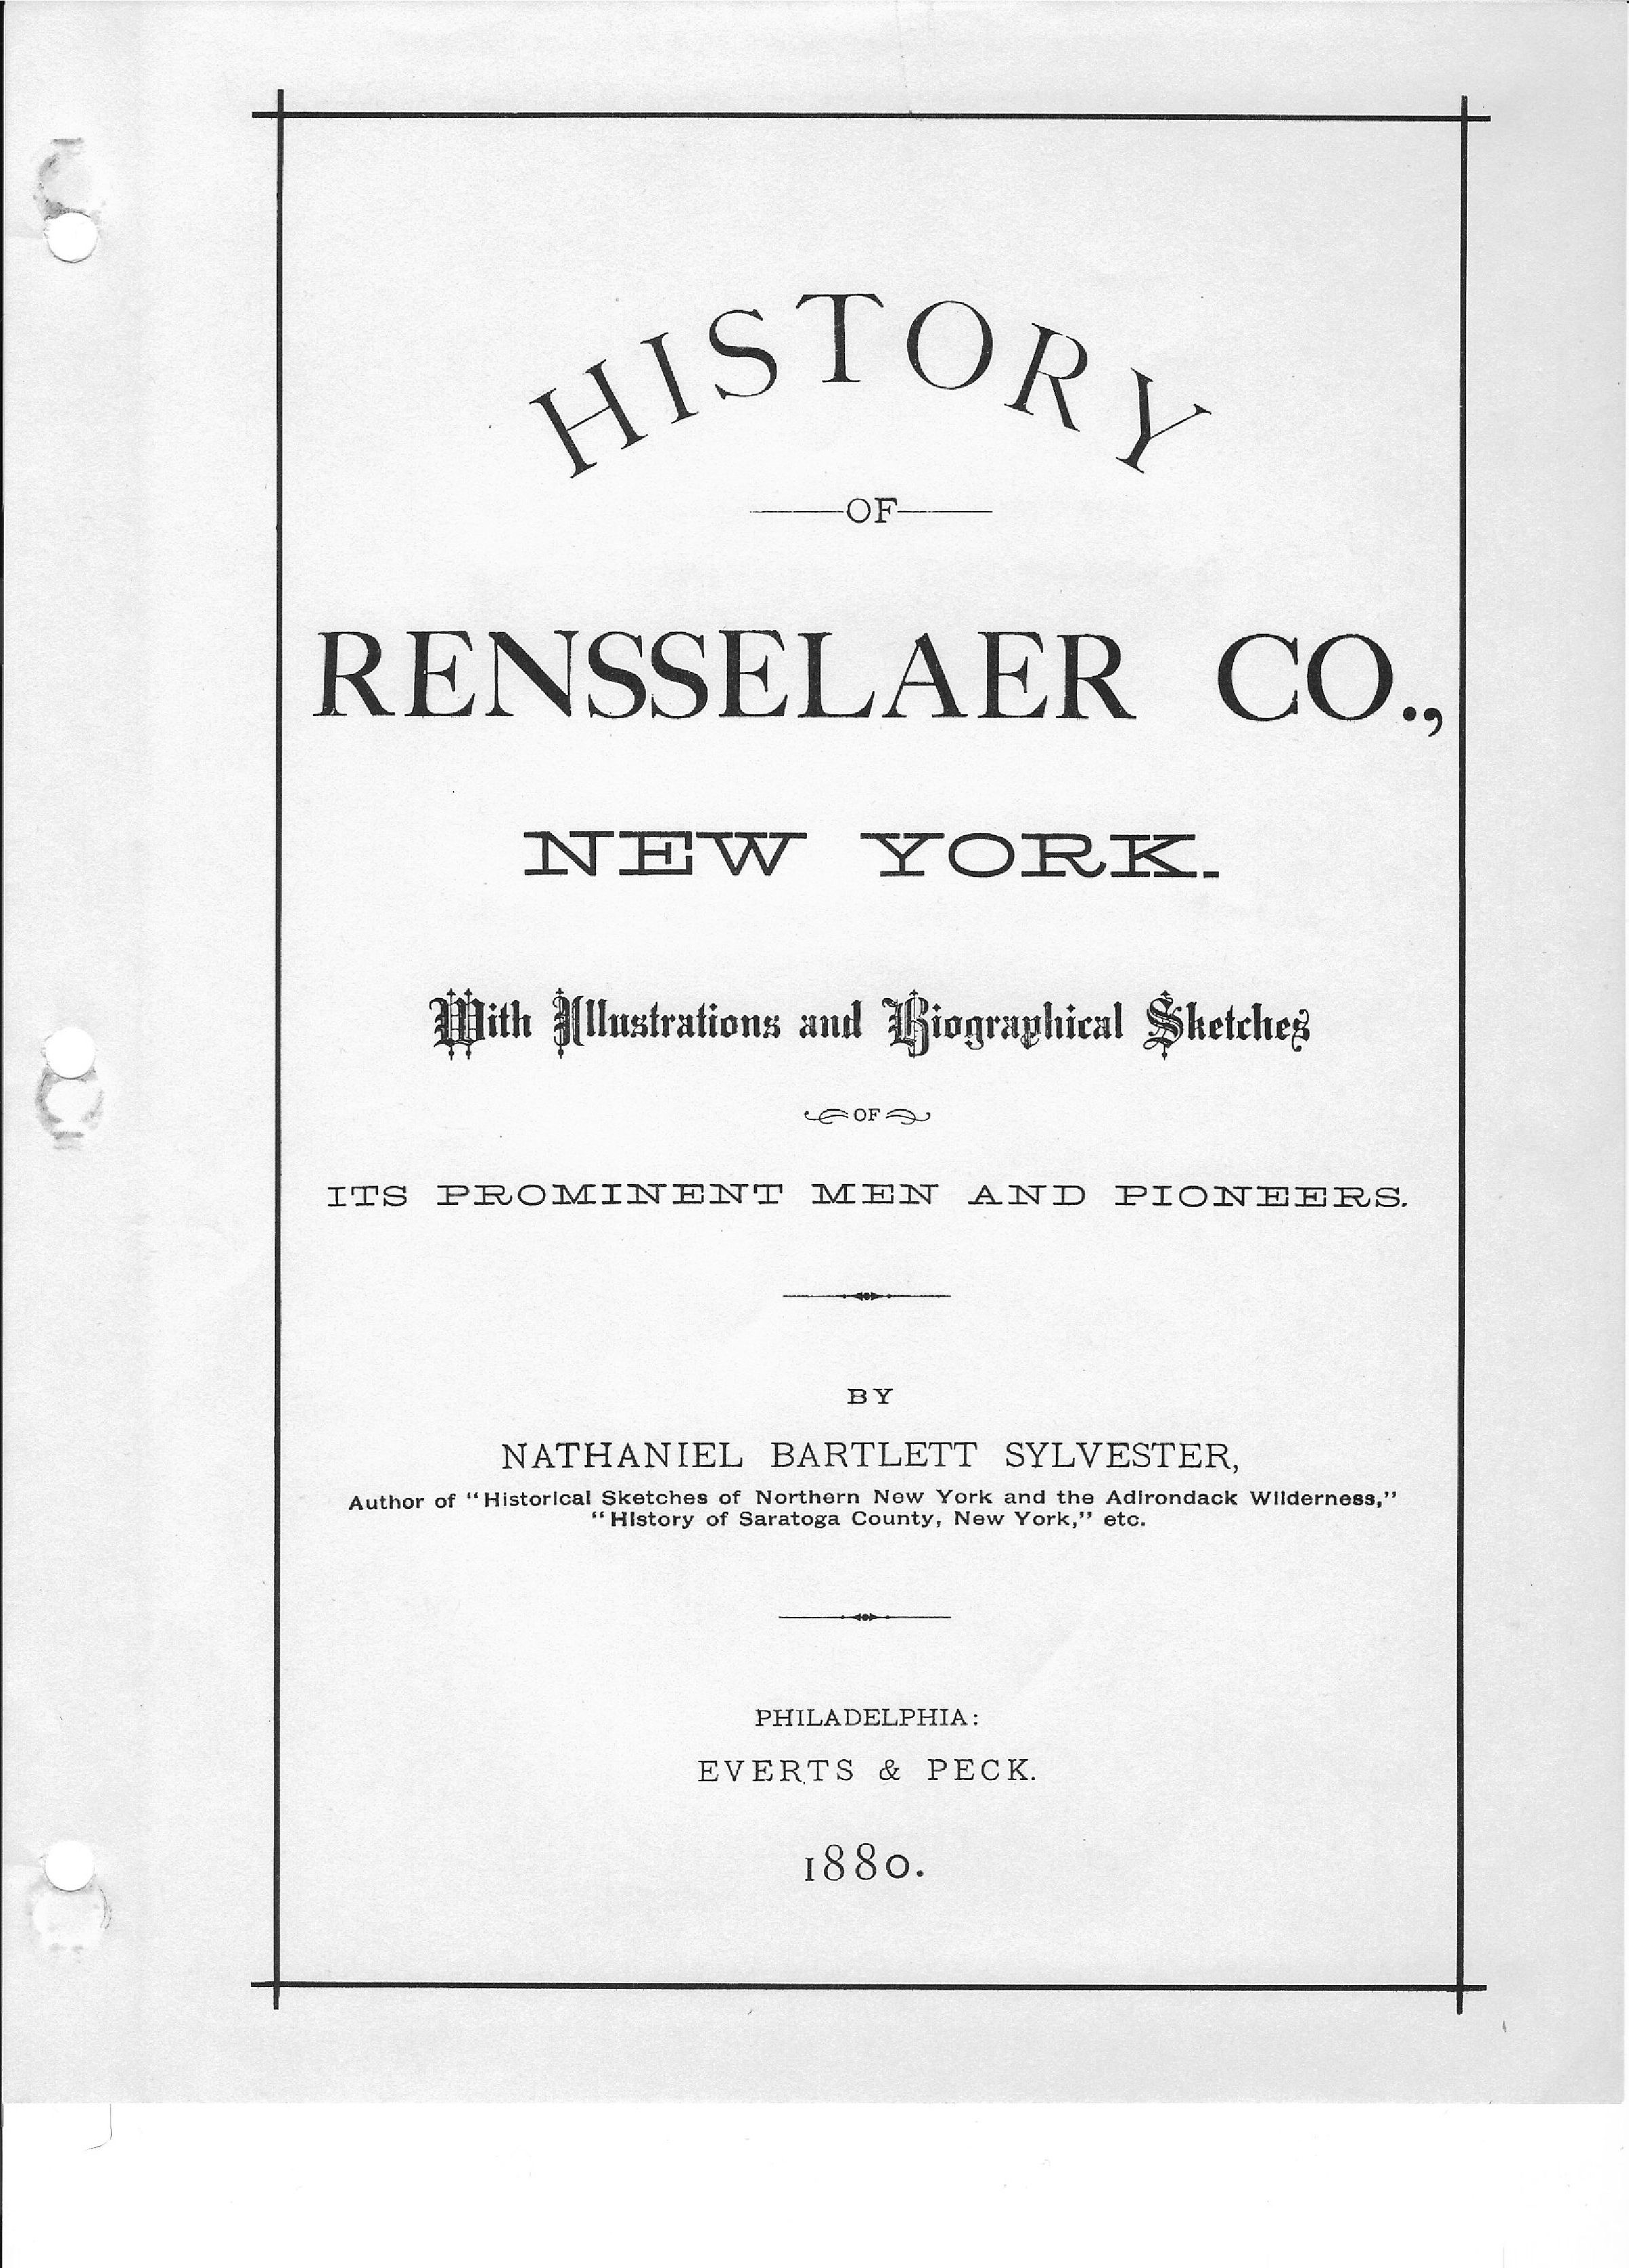 HISTORY
OF
RENSSELAER CO.,
NEW YORK.
With Illustrations and Biographical Sketches
OF
ITS PROMINENT MEN AND PIONEERS.
BY
NATHANIEL BARTLETT SYLVESTER,
Author of "Historical Sketches of Northern New York and the Adirondack Wilderness,"
"History of Saratoga County, New York," etc.
PHILADELPHIA:
EVERTS & PECK.
1880.